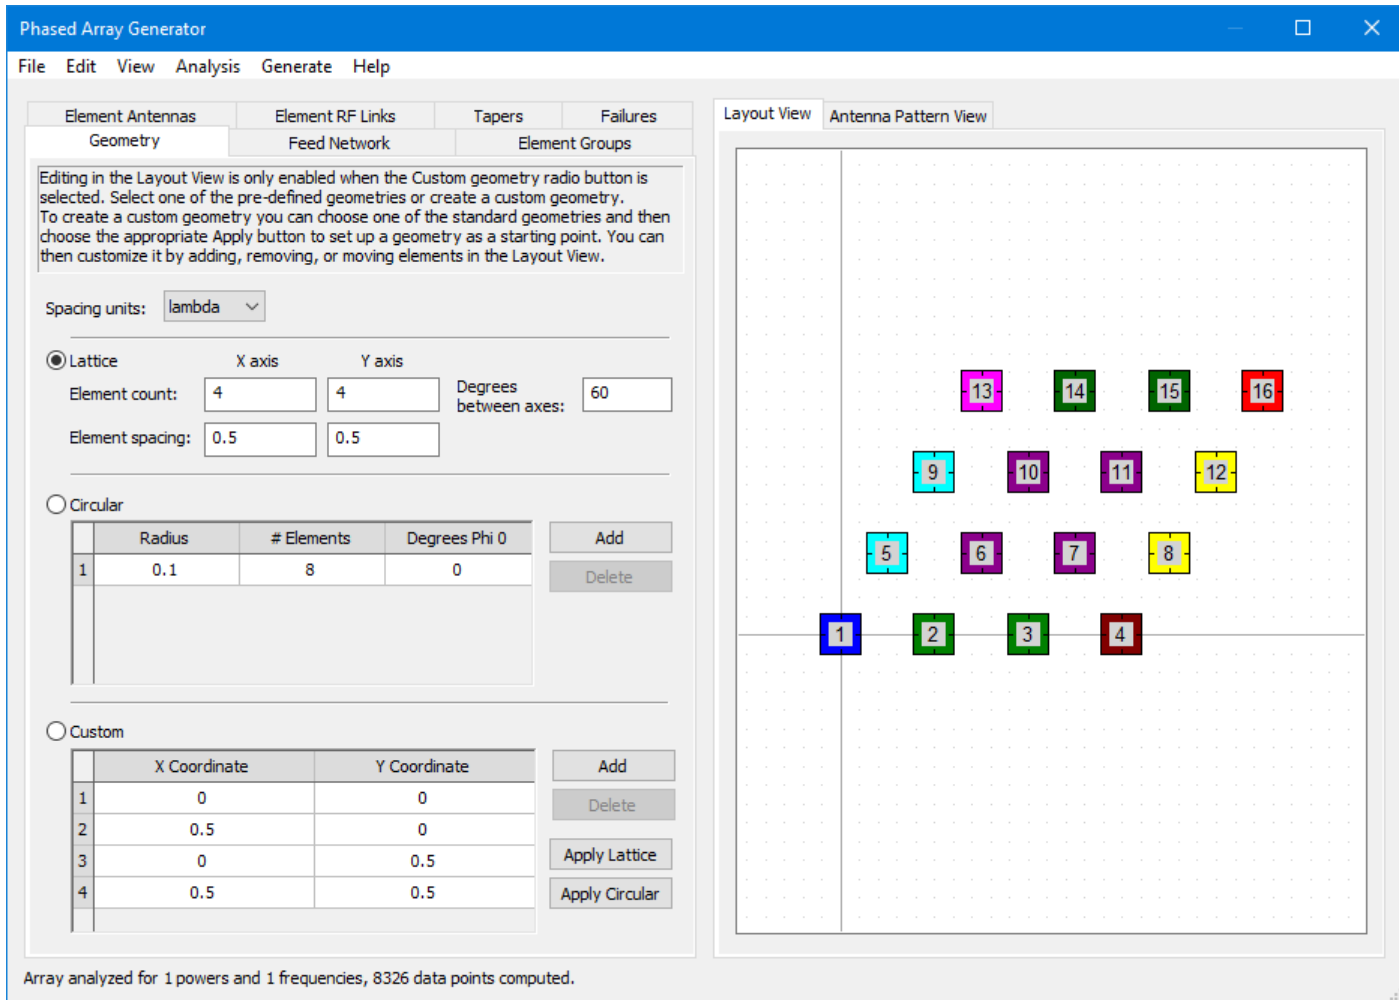 Phased Array Generator
File Edit View Analysis Generate Help
Element Antennas Element RF Links Tapers Failures
Geometry Feed Network Element Groups
Editing in the Layout View is only enabled when the Custom geometry radio button is
selected. Select one of the pre-defined geometries or create a custom geometry.
To create a custom geometry you can choose one of the standard geometries and then
choose the appropriate Apply button to set up a geometry as a starting point. You can
then customize it by adding, removing, or moving elements in the Layout View.
Spacing units: lambda
Lattice X axis Y axis
Element count: 4 4 Degrees between axes: 60
Element spacing: 0.5 0.5
Circular
Radius # Elements Degrees Phi 0 Add
1 0.1 8 0
Delete
Custom
X Coordinate Y Coordinate Add
1 0 0
Delete
2 0.5 0
3 0 0.5 Apply Lattice
4 0.5 0.5 Apply Circular
Layout View Antenna Pattern View
13 14 15 16
9 10 11 12
5 6 7 8
1 2 3 4
Array analyzed for 1 powers and 1 frequencies, 8326 data points computed.